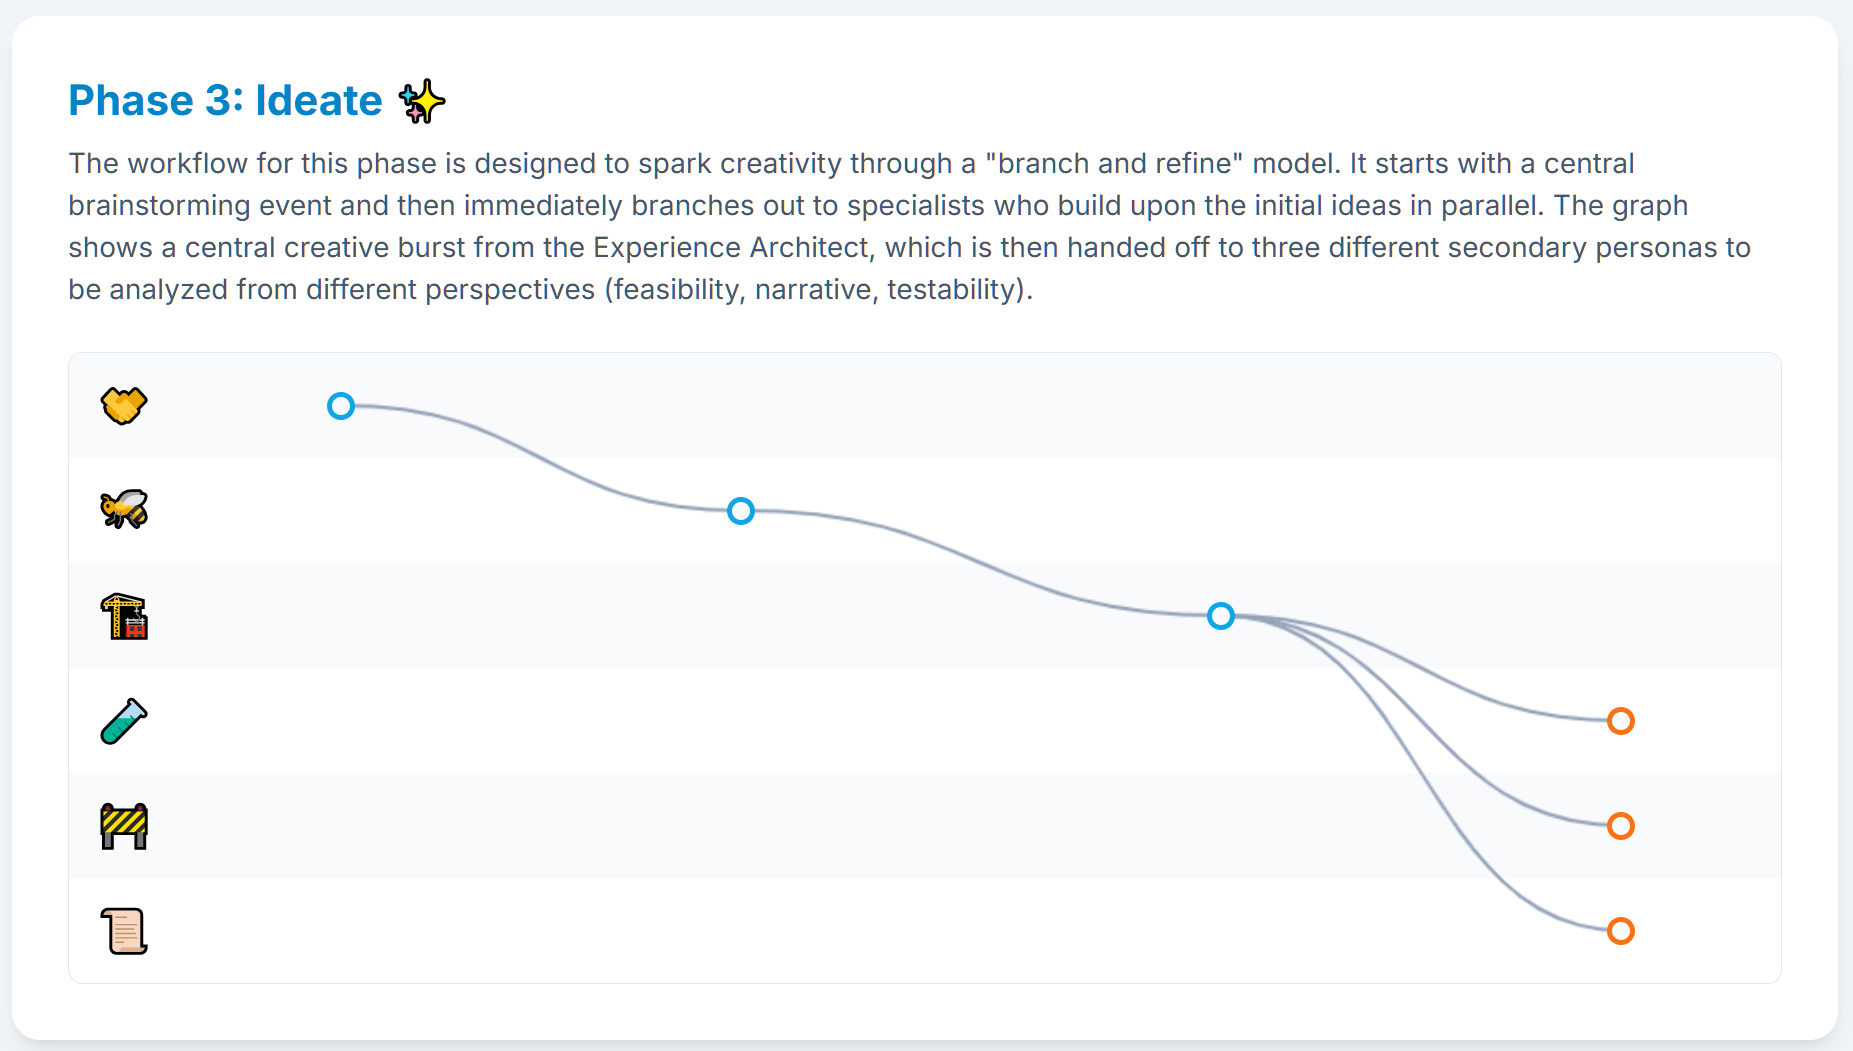 Phase 3: Ideate ✨
The workflow for this phase is designed to spark creativity through a "branch and refine" model. It starts with a central
brainstorming event and then immediately branches out to specialists who build upon the initial ideas in parallel. The graph
shows a central creative burst from the Experience Architect, which is then handed off to three different secondary personas to
be analyzed from different perspectives (feasibility, narrative, testability).